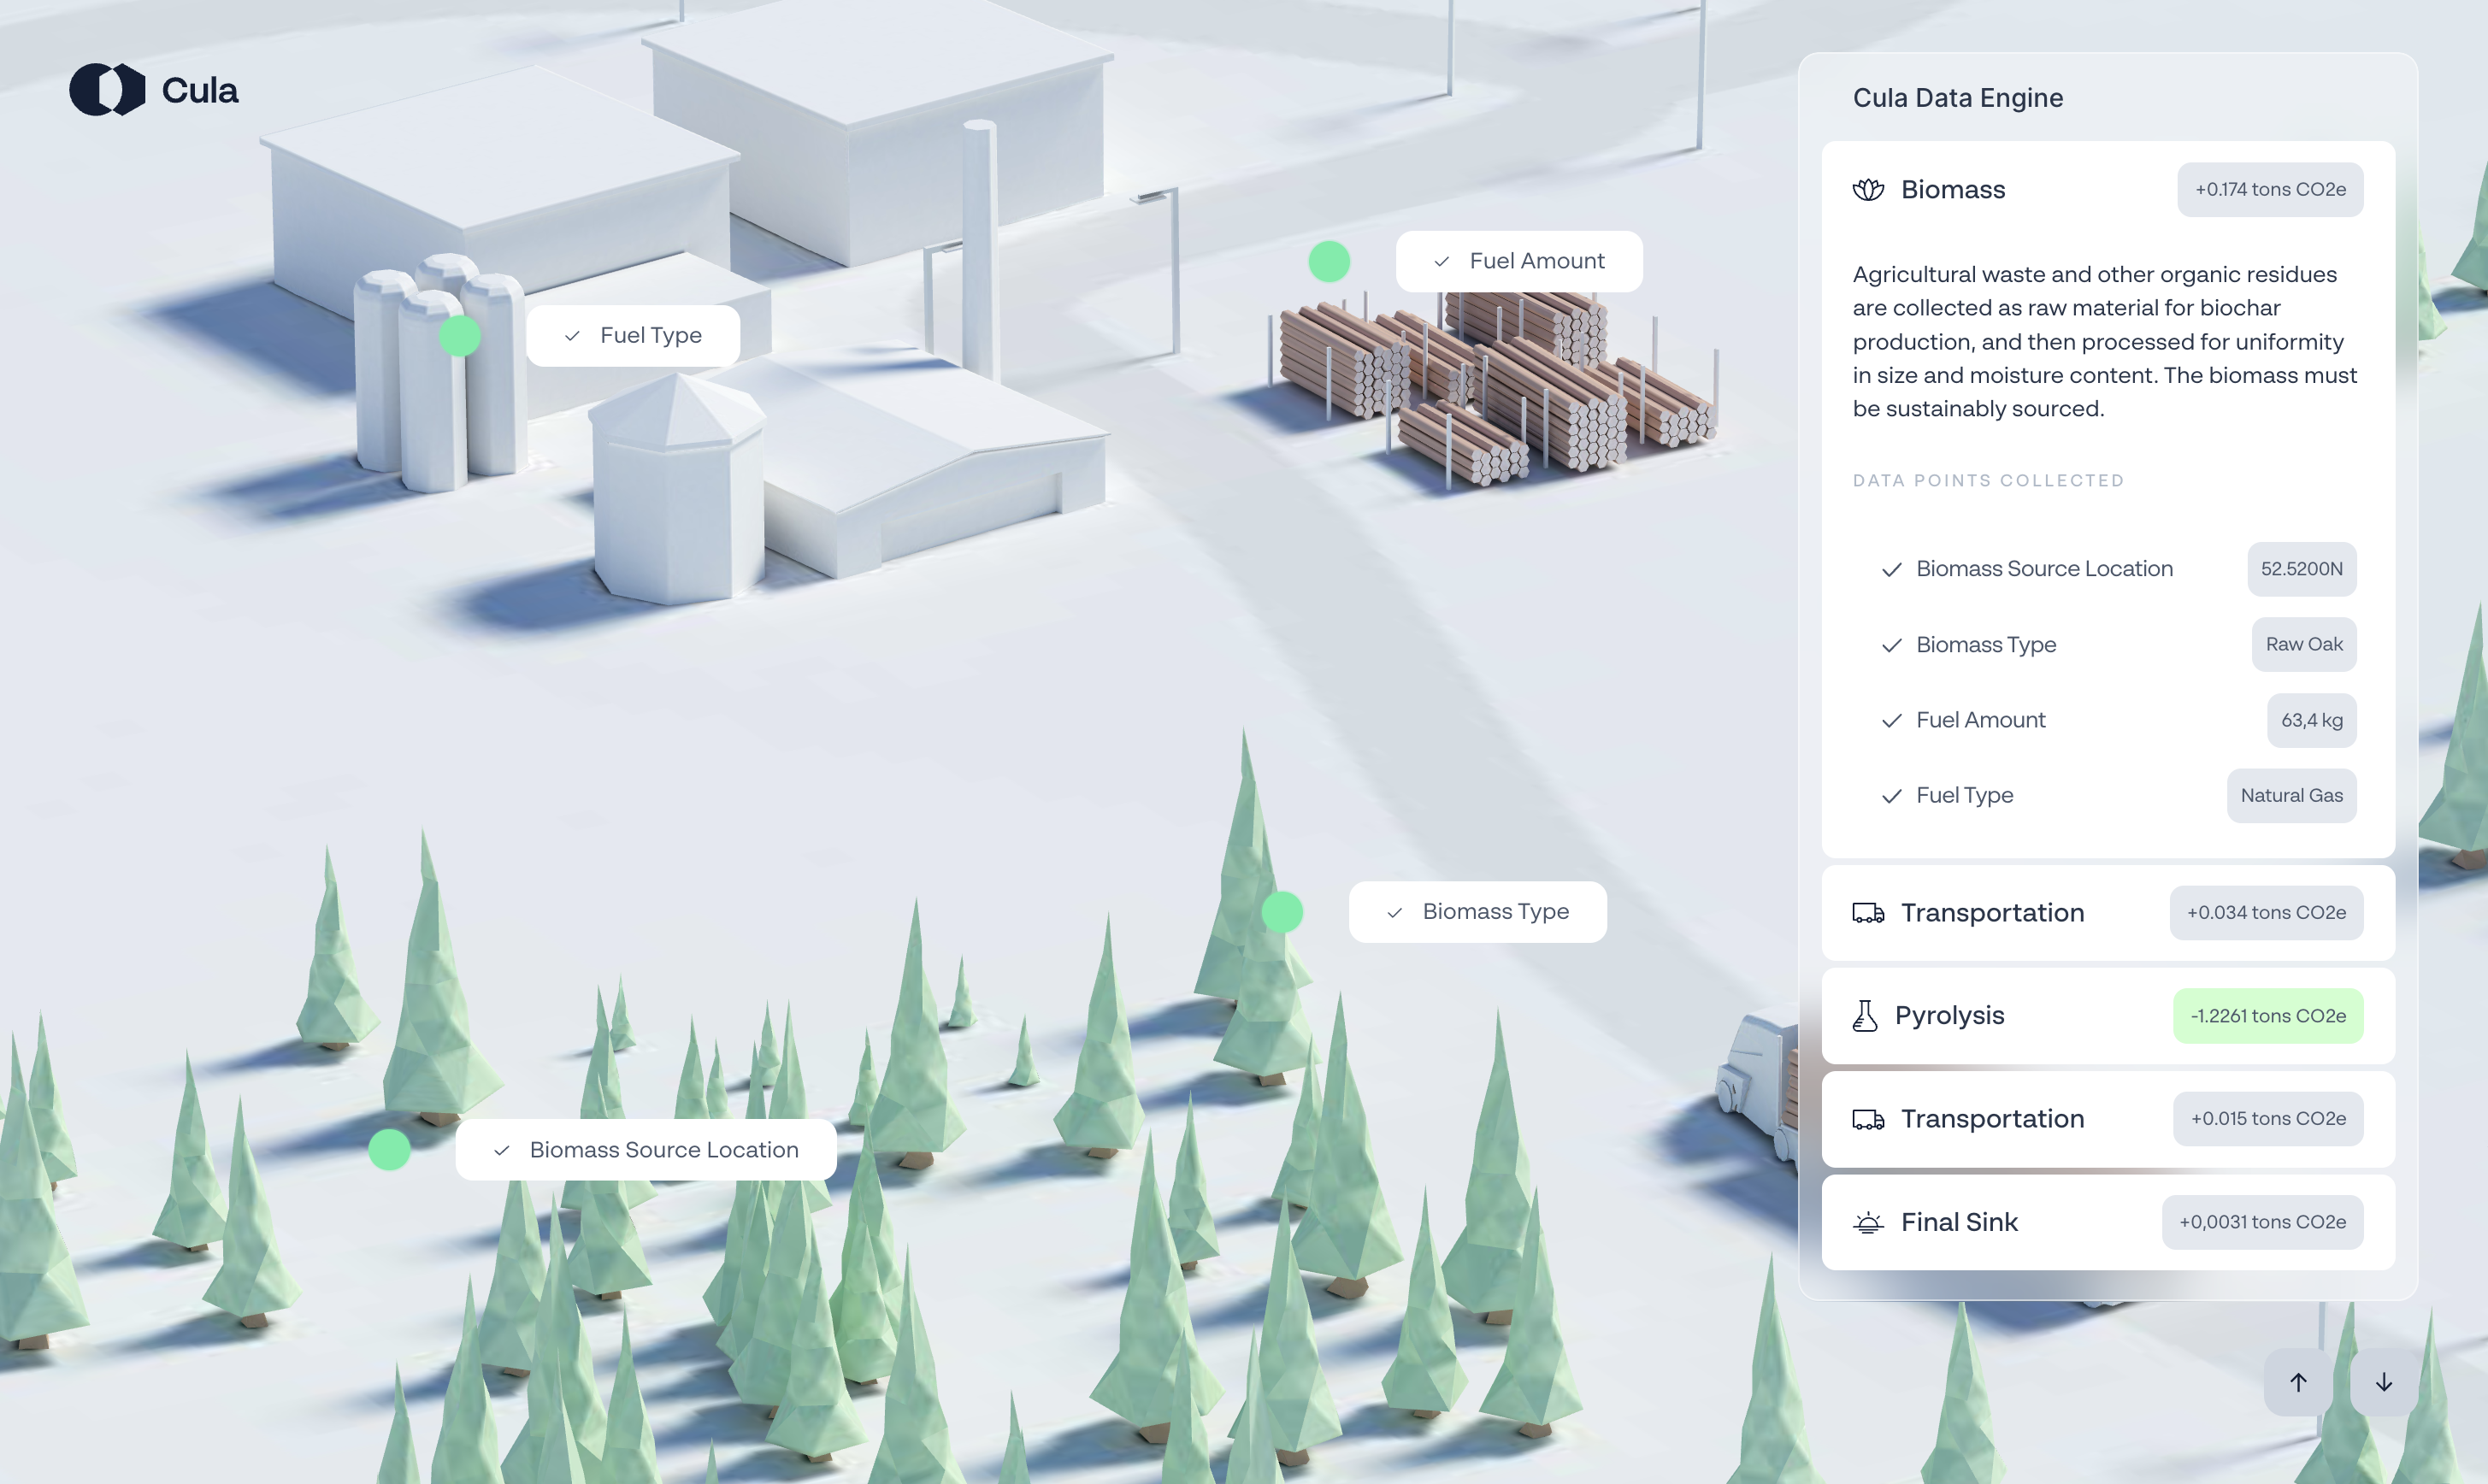 Cula
Fuel Type
Fuel Amount
Biomass Type
Biomass Source Location
Cula Data Engine
Biomass
+0.174 tons CO2e
Agricultural waste and other organic residues
are collected as raw material for biochar
production, and then processed for uniformity
in size and moisture content. The biomass must
be sustainably sourced.
DATA POINTS COLLECTED
Biomass Source Location
52.5200N
Biomass Type
Raw Oak
Fuel Amount
63,4 kg
Fuel Type
Natural Gas
Transportation
+0.034 tons CO2e
Pyrolysis
-1.2261 tons CO2e
Transportation
+0.015 tons CO2e
Final Sink
+0,0031 tons CO2e